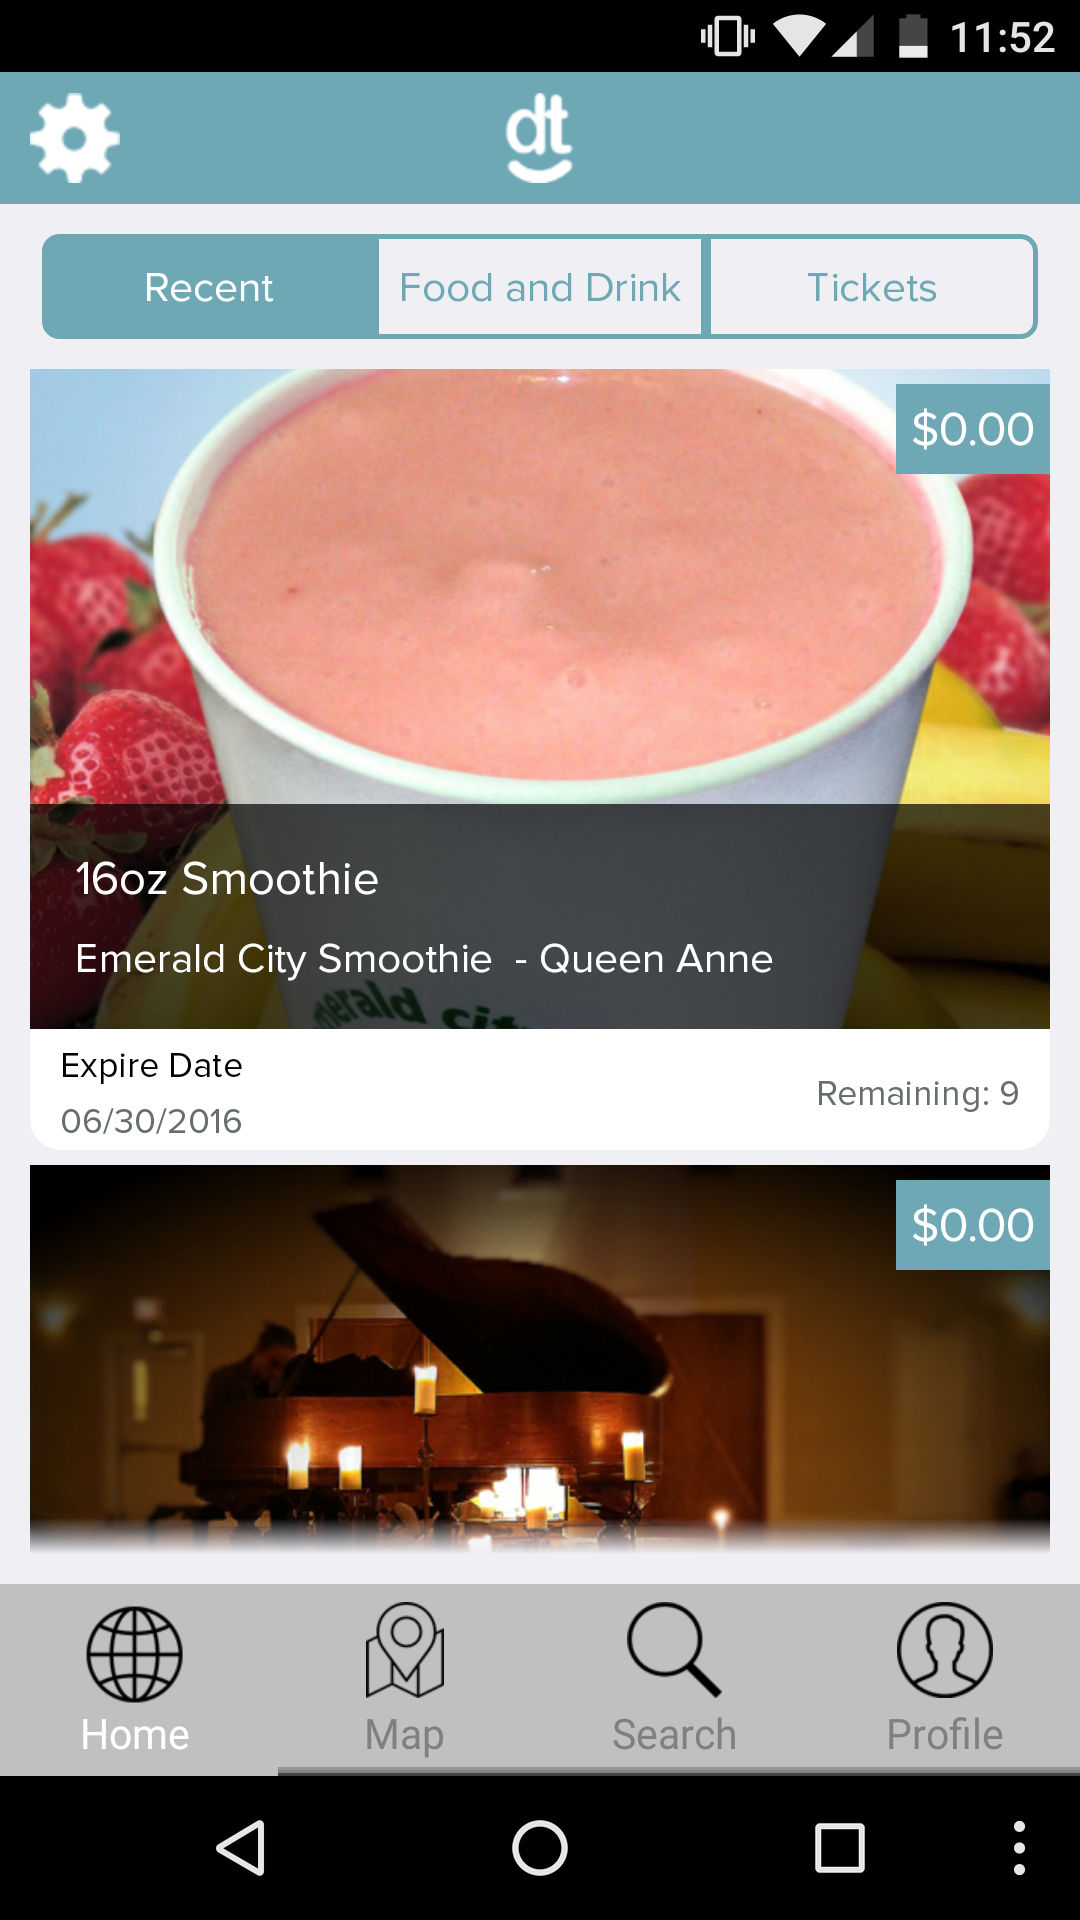 11:52
dt
Recent
Food and Drink
Tickets
$0.00
16oz Smoothie
Emerald City Smoothie - Queen Anne
Expire Date
06/30/2016
Remaining: 9
$0.00
Home
Map
Search
Profile